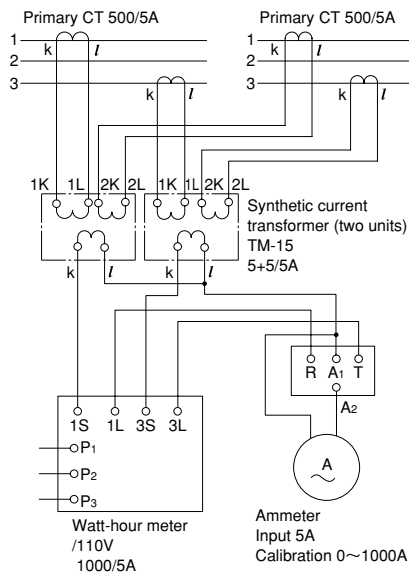 Primary CT 500/5A
Primary CT 500/5A
1
k
l
2
3
k
l
1
k
l
2
3
k
l
1K 1L 2K 2L
1K 1L 2K 2L
k l
k l
Synthetic current
transformer (two units)
TM-15
5+5/5A
R A1 T
A2
1S 1L 3S 3L
P1
P2
P3
A
Watt-hour meter
/110V
1000/5A
Ammeter
Input 5A
Calibration 0～1000A